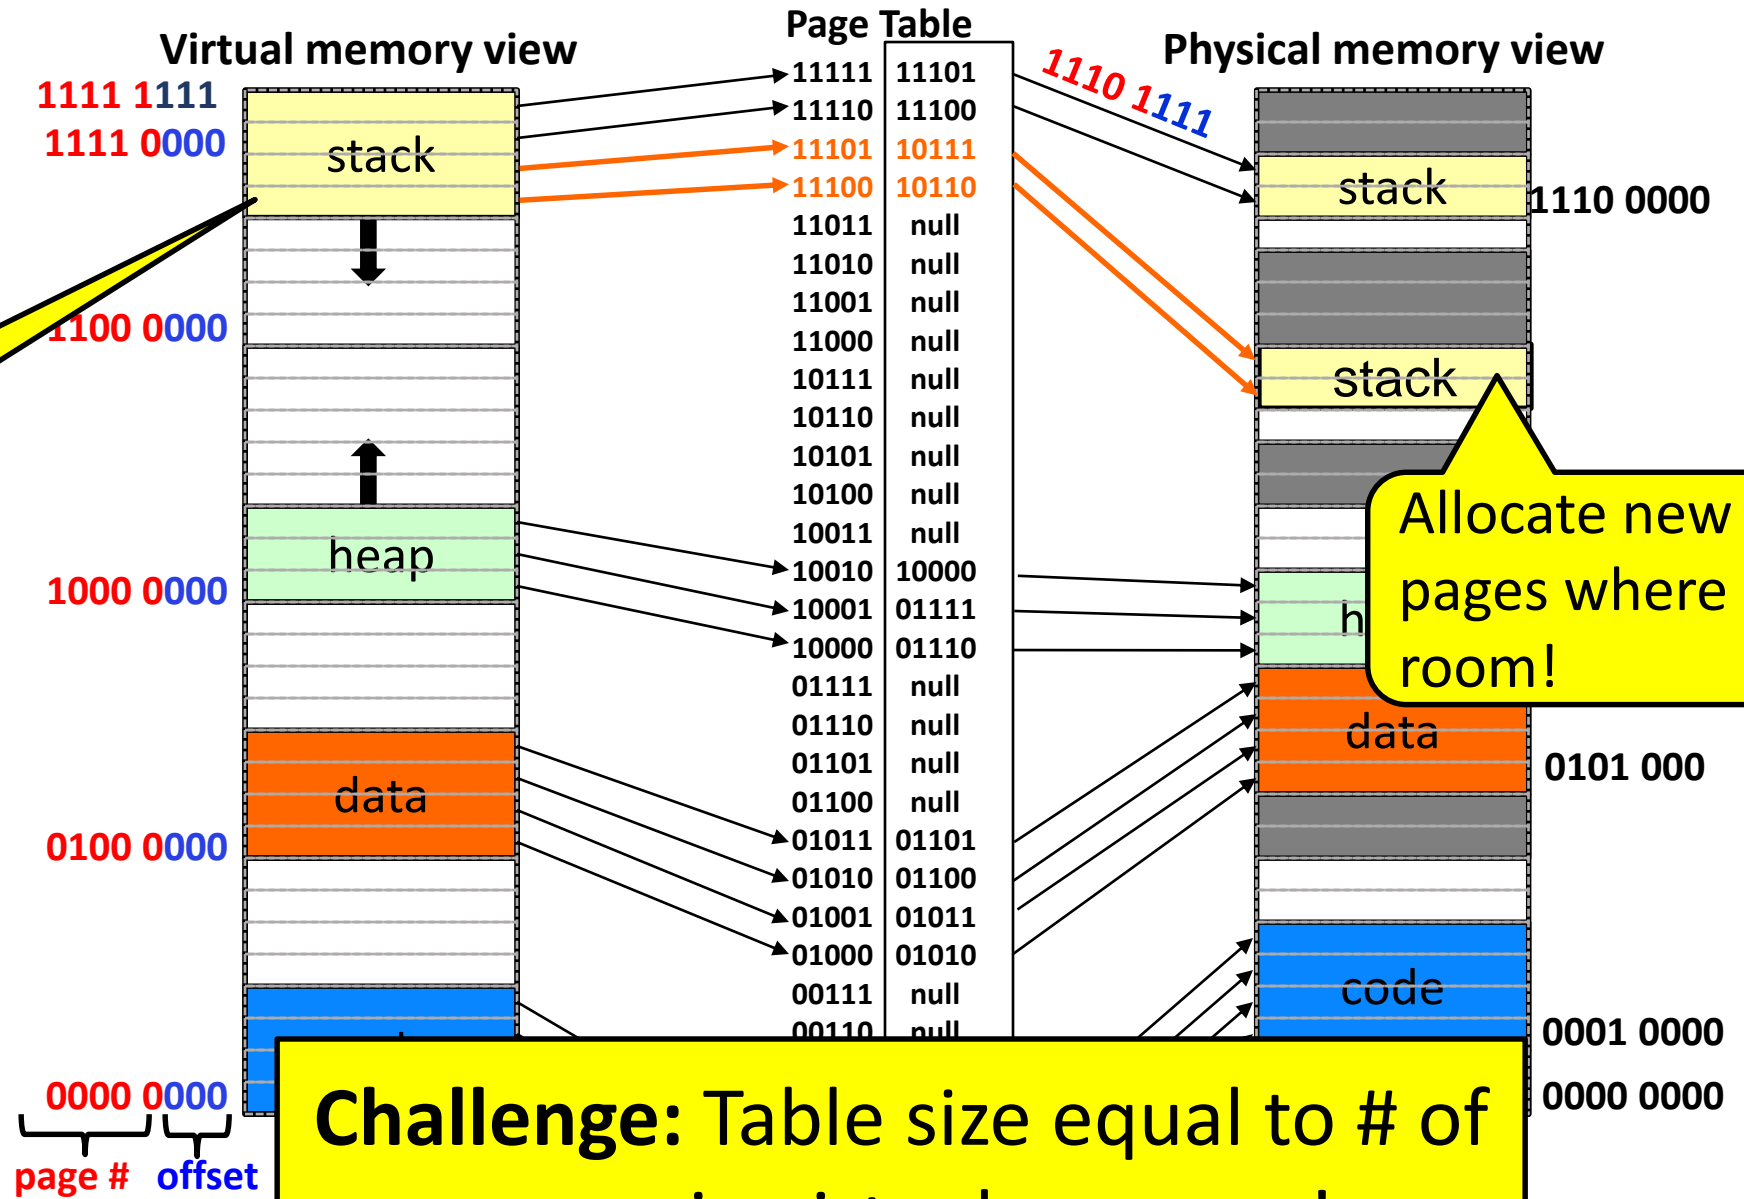 Page Table
Virtual memory view
Physical memory view
1111 1111
1111 0000
1100 0000
1000 0000
0100 0000
0000 0000
page # offset
stack
heap
data
11111 11101
11110 11100
11101 10111
11100 10110
11011 null
11010 null
11001 null
11000 null
10111 null
10110 null
10101 null
10100 null
10011 null
10010 10000
10001 01111
10000 01110
01111 null
01110 null
01101 null
01100 null
01011 01101
01010 01100
01001 01011
01000 01010
00111 null
00110 null
1110 1111
stack
1110 0000
stack
Allocate new
pages where
room!
data
0101 000
code
0001 0000
0000 0000
Challenge: Table size equal to # of